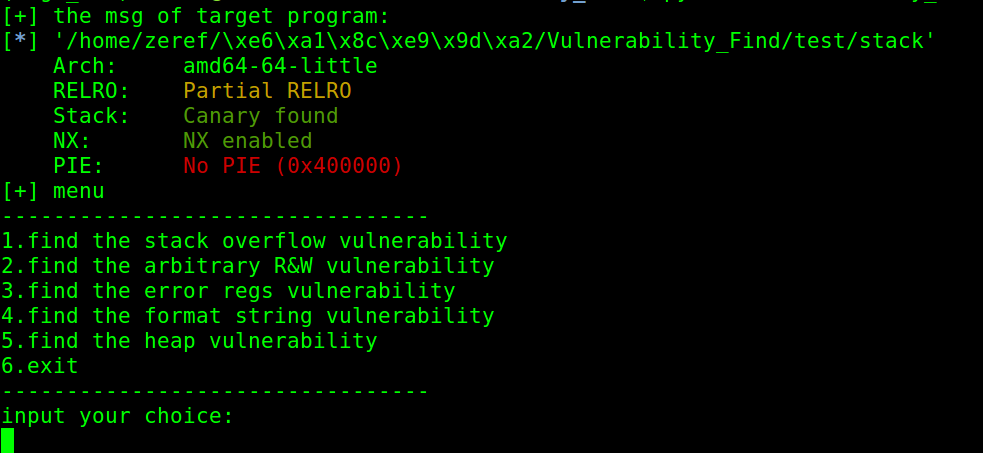 [+] the msg of target program:
[*] '/home/zeref/\xe6\xa1\x8c\xe9\x9d\xa2/Vulnerability_Find/test/stack'
    Arch:     amd64-64-little
    RELRO:    Partial RELRO
    Stack:    Canary found
    NX:       NX enabled
    PIE:      No PIE (0x400000)
[+] menu
---------------------------------
1.find the stack overflow vulnerability
2.find the arbitrary R&W vulnerability
3.find the error regs vulnerability
4.find the format string vulnerability
5.find the heap vulnerability
6.exit
---------------------------------
input your choice: